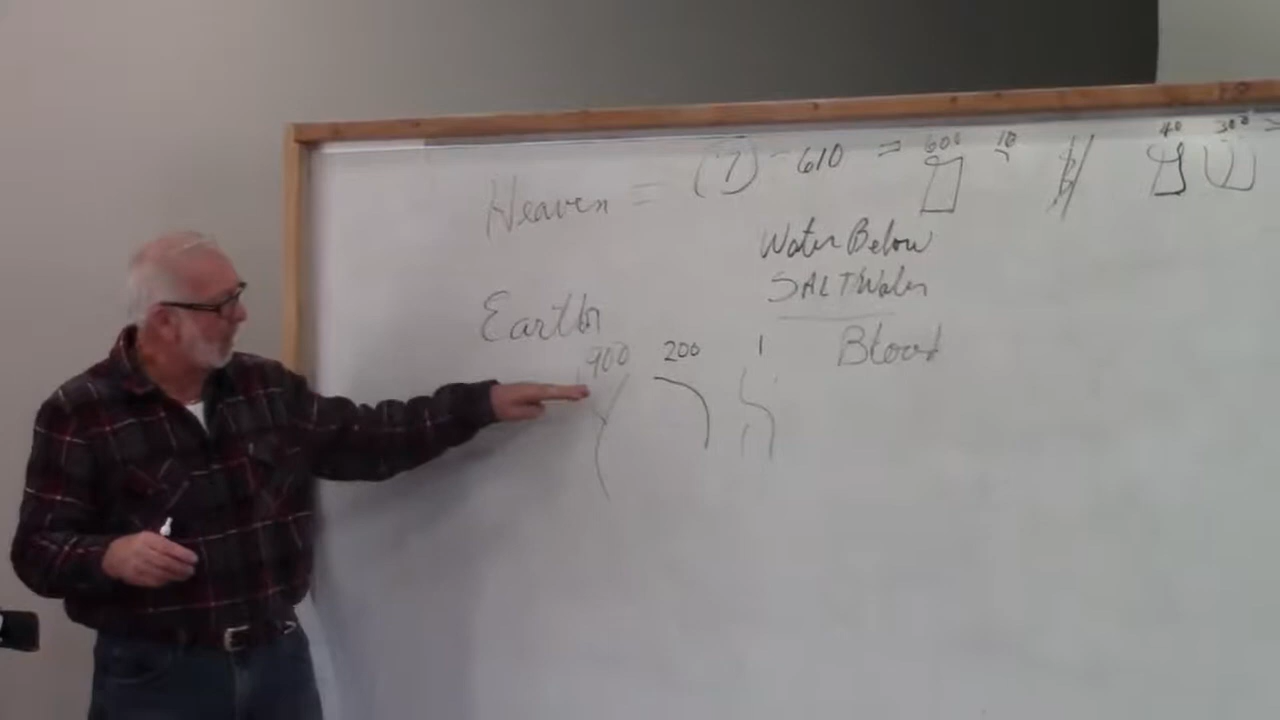 Heaven = (7) - 610 = 600 10 40 300 =
Water Below
SALT Water
Earth
900 200 1 Blood
ץ ר א